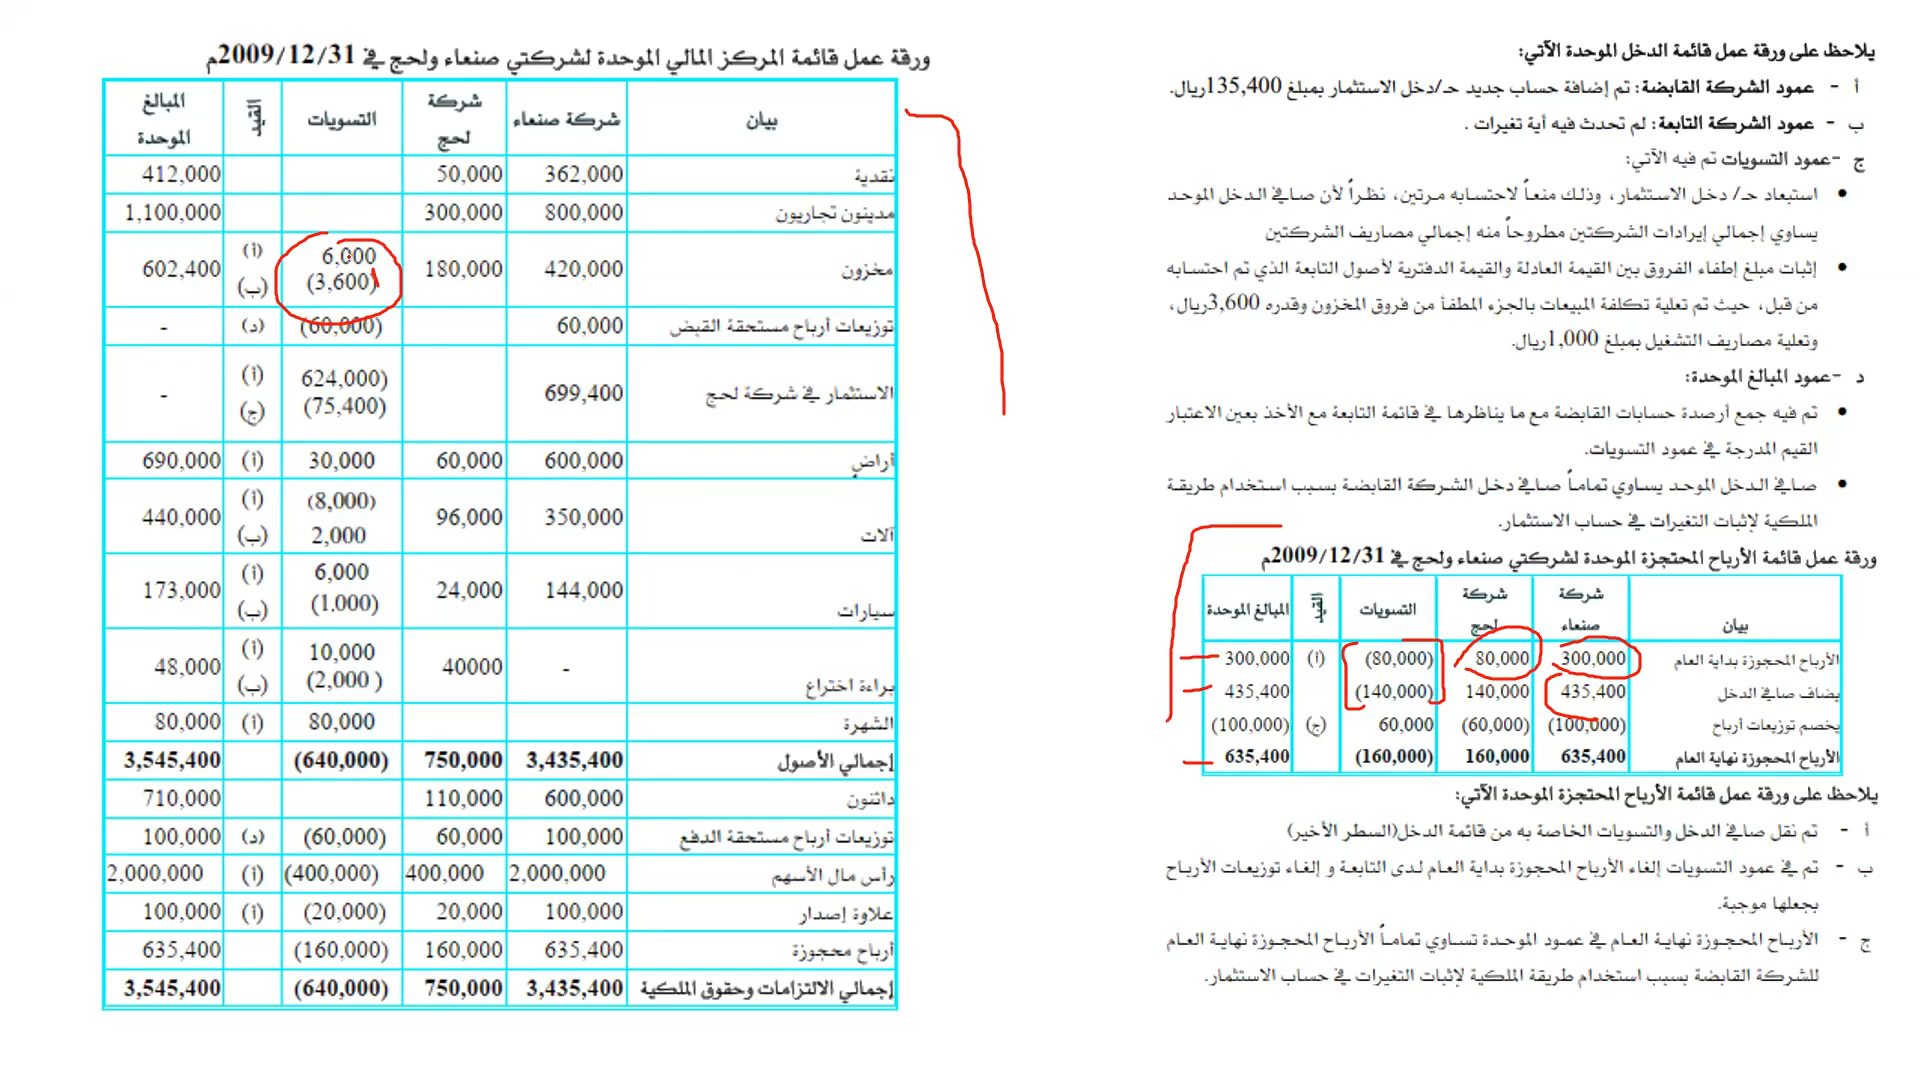 يلاحظ على ورقة عمل قائمة الدخل الموحدة الآتي:
أ - عمود الشركة القابضة: تم إضافة حساب جديد حـ/دخل الاستثمار بمبلغ 135,400ريال.
ب - عمود الشركة التابعة: لم تحدث فيه أية تغيرات .
ج -عمود التسويات تم فيه الآتي:
• استبعاد حـ/ دخل الاستثمار، وذلك منعاً لاحتسابه مرتين، نظراً لأن صافي الدخل الموحد
يساوي إجمالي إيرادات الشركتين مطروحاً منه إجمالي مصاريف الشركتين
• إثبات مبلغ إطفاء الفروق بين القيمة العادلة والقيمة الدفترية لأصول التابعة الذي تم احتسابه
من قبل، حيث تم تعلية تكلفة المبيعات بالجزء المطفأ من فروق المخزون وقدره 3,600ريال،
وتعلية مصاريف التشغيل بمبلغ 1,000ريال.
د -عمود المبالغ الموحدة:
• تم فيه جمع أرصدة حسابات القابضة مع ما يناظرها في قائمة التابعة مع الأخذ بعين الاعتبار
القيم المدرجة في عمود التسويات.
• صافي الدخل الموحد يساوي تماماً صافي دخل الشركة القابضة بسبب استخدام طريقة
الملكية لإثبات التغيرات في حساب الاستثمار.
ورقة عمل قائمة الأرباح المحتجزة الموحدة لشركتي صنعاء ولحج في 2009/12/31م
بيان شركة صنعاء شركة لحج التسويات القيد المبالغ الموحدة
الأرباح المحجوزة بداية العام 300,000 80,000 (80,000) (أ) 300,000
يضاف صافي الدخل 435,400 140,000 (140,000) 435,400
يخصم توزيعات أرباح (100,000) (60,000) 60,000 (ج) (100,000)
الأرباح المحجوزة نهاية العام 635,400 160,000 (160,000) 635,400
يلاحظ على ورقة عمل قائمة الأرباح المحتجزة الموحدة الآتي:
أ - تم نقل صافي الدخل والتسويات الخاصة به من قائمة الدخل(السطر الأخير)
ب - تم في عمود التسويات إلغاء الأرباح المحجوزة بداية العام لدى التابعة و إلغاء توزيعات الأرباح
بجعلها موجبة.
ج - الأرباح المحجوزة نهاية العام في عمود الموحدة تساوي تماماً الأرباح المحجوزة نهاية العام
للشركة القابضة بسبب استخدام طريقة الملكية لإثبات التغيرات في حساب الاستثمار.
ورقة عمل قائمة المركز المالي الموحدة لشركتي صنعاء ولحج في 2009/12/31م
بيان شركة صنعاء شركة لحج التسويات القيد المبالغ الموحدة
نقدية 362,000 50,000 412,000
مدينون تجاريون 800,000 300,000 1,100,000
مخزون 420,000 180,000 6,000 (3,600) (أ) (ب) 602,400
توزيعات أرباح مستحقة القبض 60,000 (60,000) (د) -
الاستثمار في شركة لحج 699,400 624,000) (75,400) (أ) (ج) -
أراضٍ 600,000 60,000 30,000 (أ) 690,000
آلات 350,000 96,000 (8,000) 2,000 (أ) (ب) 440,000
سيارات 144,000 24,000 6,000 (1,000) (أ) (ب) 173,000
براءة اختراع - 40000 10,000 (2,000 ) (أ) (ب) 48,000
الشهرة 80,000 (أ) 80,000
إجمالي الأصول 3,435,400 750,000 (640,000) 3,545,400
دائنون 600,000 110,000 710,000
توزيعات أرباح مستحقة الدفع 100,000 60,000 (60,000) (د) 100,000
رأس مال الأسهم 2,000,000 400,000 (400,000) (أ) 2,000,000
علاوة إصدار 100,000 20,000 (20,000) (أ) 100,000
أرباح محجوزة 635,400 160,000 (160,000) 635,400
إجمالي الالتزامات وحقوق الملكية 3,435,400 750,000 (640,000) 3,545,400